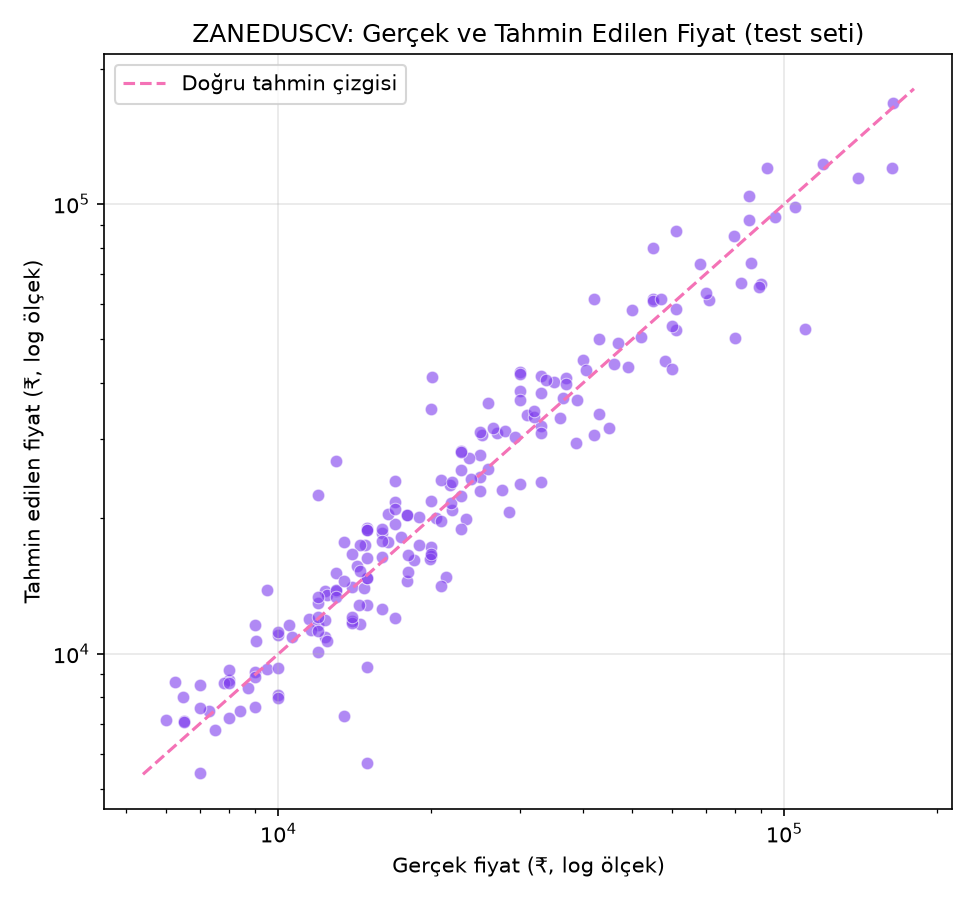 ZANEDUSCV: Gerçek ve Tahmin Edilen Fiyat (test seti)
Doğru tahmin çizgisi
Tahmin edilen fiyat (₹, log ölçek)
10⁵
10⁴
10⁴
10⁵
Gerçek fiyat (₹, log ölçek)